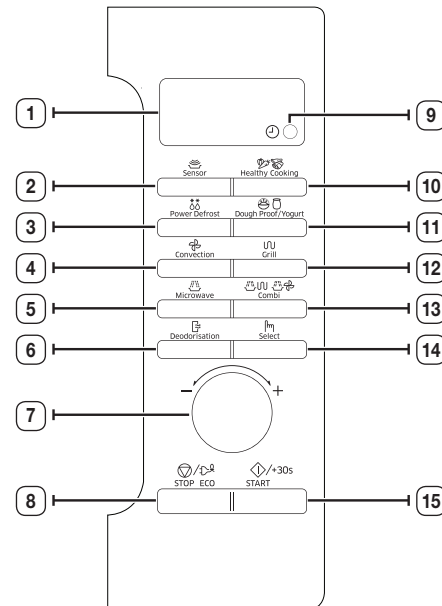 1
9
Sensor Healthy Cooking
2
10
Power Defrost Dough Proof/Yogurt
3
11
Convection Grill
4
12
Microwave Combi
5
13
Deodorisation Select
6
14
− +
7
/ /+30s
STOP ECO START
8
15